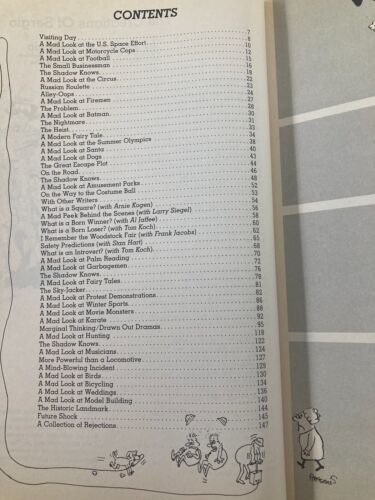 CONTENTS
Visiting Day 7
A Mad Look at the U.S. Space Effort 8
A Mad Look at Motorcycle Cops 10
A Mad Look at Football 12
The Small Businessman 15
The Shadow Knows 16
A Mad Look at the Circus 18
Russian Roulette 22
Alley-Oops 23
A Mad Look at Firemen 24
The Problem 27
A Mad Look at Batman 28
The Nightmare 30
The Heist 31
A Modern Fairy Tale 33
A Mad Look at the Summer Olympics 34
A Mad Look at Santa 38
A Mad Look at Dogs 40
The Great Escape Plot 43
On the Road 44
The Shadow Knows 46
A Mad Look at Amusement Parks 48
On the Way to the Costume Ball 52
With Other Writers 53
What is a Square? (with Arnie Kogen) 54
A Mad Peek Behind the Scenes (with Larry Siegel) 56
What is a Born Winner? (with Al Jaffee) 58
What is a Born Loser? (with Tom Koch) 60
I Remember the Woodstock Fair (with Frank Jacobs) 62
Safety Predictions (with Stan Hart) 65
What is an Introvert? (with Tom Koch) 68
A Mad Look at Palm Reading 70
A Mad Look at Garbagemen 72
The Shadow Knows 76
A Mad Look at Fairy Tales 78
The Sky-Jacker 81
A Mad Look at Protest Demonstrations 82
A Mad Look at Winter Sports 86
A Mad Look at Movie Monsters 88
A Mad Look at Karate 92
Marginal Thinking/Drawn Out Dramas 95
A Mad Look at Hunting 118
The Shadow Knows 122
A Mad Look at Musicians 124
More Powerful than a Locomotive 127
A Mind-Blowing Incident 129
A Mad Look at Birds 130
A Mad Look at Bicycling 134
A Mad Look at Weddings 136
A Mad Look at Model Building 140
The Historic Landmark 144
Future Shock 145
A Collection of Rejections 147